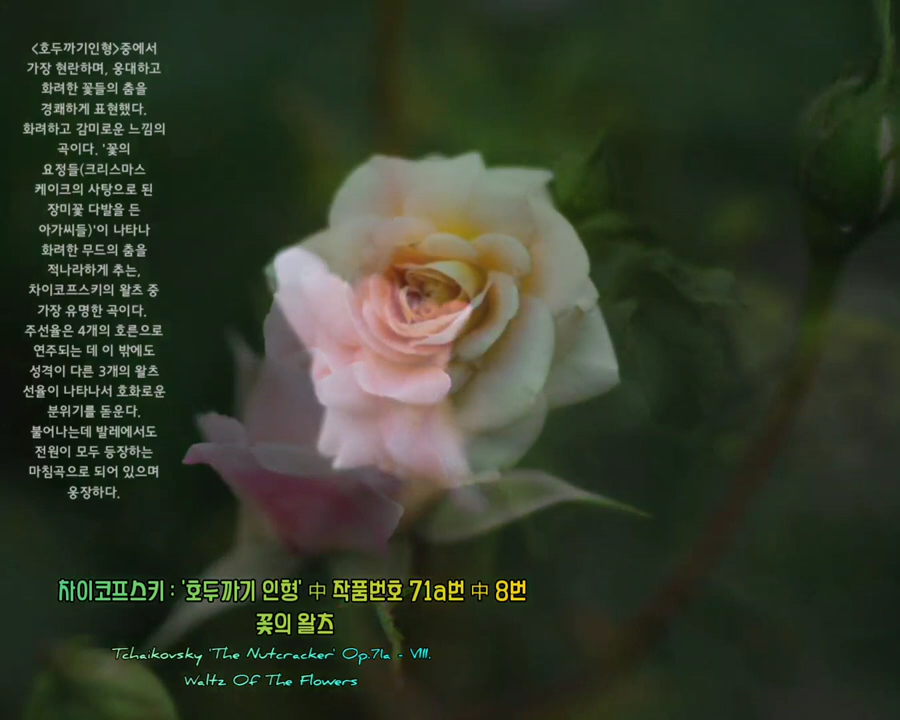 <호두까기인형>중에서
가장 현란하며, 웅대하고
화려한 꽃들의 춤을
경쾌하게 표현했다.
화려하고 감미로운 느낌의
곡이다. '꽃의
요정들(크리스마스
케이크의 사탕으로 된
장미꽃 다발을 든
아가씨들)'이 나타나
화려한 무드의 춤을
적나라하게 추는,
차이코프스키의 왈츠 중
가장 유명한 곡이다.
주선율은 4개의 호른으로
연주되는 데 이 밖에도
성격이 다른 3개의 왈츠
선율이 나타나서 호화로운
분위기를 돋운다.
불어나는데 발레에서도
전원이 모두 등장하는
마침곡으로 되어 있으며
웅장하다.
차이코프스키 : '호두까기 인형' 中 작품번호 71a번 中 8번
꽃의 왈츠
Tchaikovsky 'The Nutcracker' Op.71a - VIII.
Waltz Of The Flowers